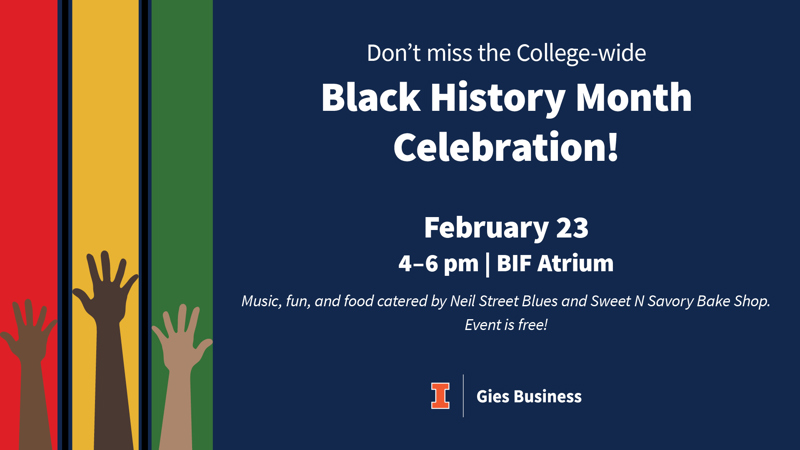 Don’t miss the College-wide
Black History Month
Celebration!
February 23
4–6 pm | BIF Atrium
Music, fun, and food catered by Neil Street Blues and Sweet N Savory Bake Shop.
Event is free!
I | Gies Business